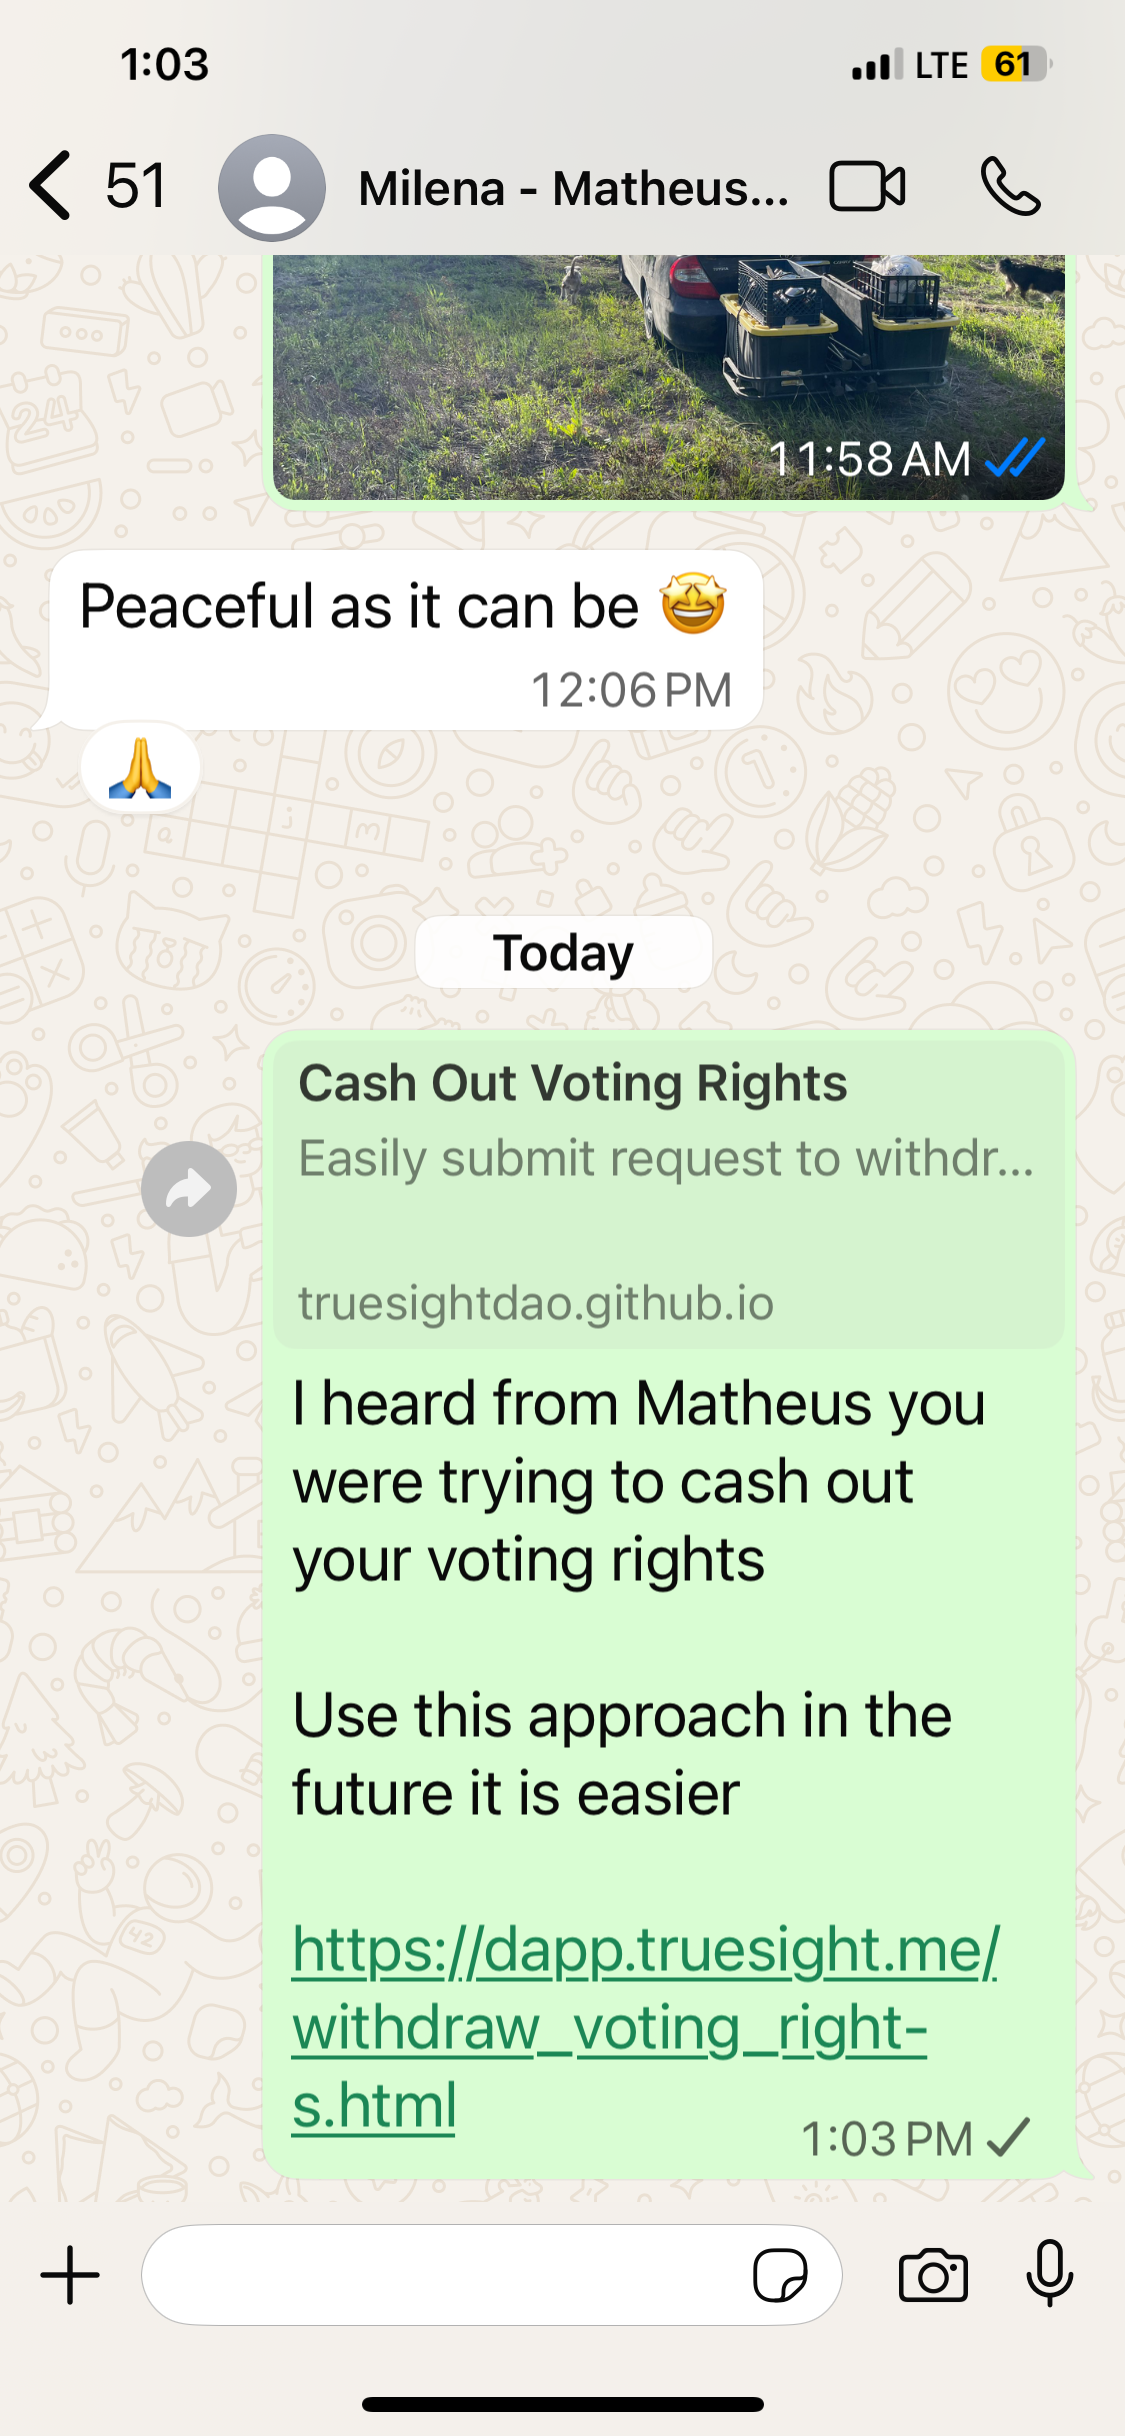 1:03
LTE 61
51
Milena - Matheus...
11:58 AM
Peaceful as it can be 🤩
12:06 PM
🙏
Today
Cash Out Voting Rights
Easily submit request to withdr...
truesightdao.github.io
I heard from Matheus you
were trying to cash out
your voting rights
Use this approach in the
future it is easier
https://dapp.truesight.me/
withdraw_voting_right-
s.html
1:03 PM